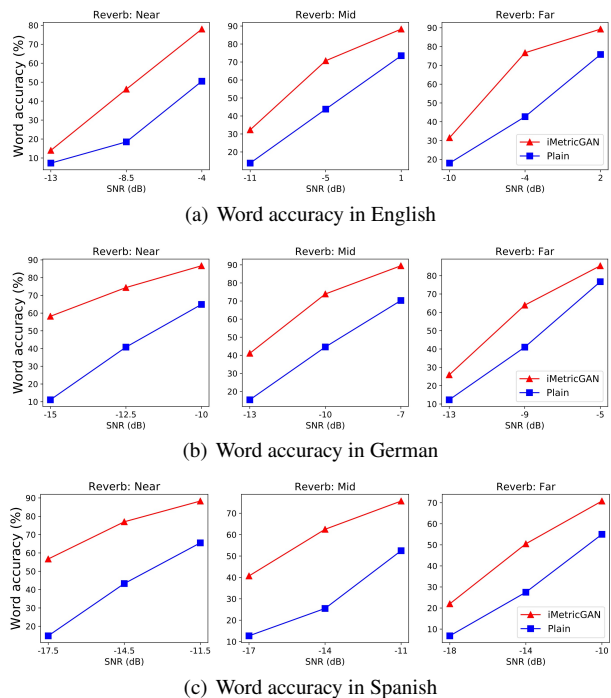 Reverb: Near Reverb: Mid Reverb: Far
Word accuracy (%)
80
70
60
50
40
30
20
10
-13 -8.5 -4
SNR (dB)
90
80
70
60
50
40
30
20
-11 -5 1
SNR (dB)
90
80
70
60
50
40
30
20
iMetricGAN
Plain
-10 -4 2
SNR (dB)
(a) Word accuracy in English
Reverb: Near Reverb: Mid Reverb: Far
Word accuracy (%)
90
80
70
60
50
40
30
20
10
-15 -12.5 -10
SNR (dB)
90
80
70
60
50
40
30
20
-13 -10 -7
SNR (dB)
80
70
60
50
40
30
20
10
iMetricGAN
Plain
-13 -9 -5
SNR (dB)
(b) Word accuracy in German
Reverb: Near Reverb: Mid Reverb: Far
Word accuracy (%)
90
80
70
60
50
40
30
20
-17.5 -14.5 -11.5
SNR (dB)
70
60
50
40
30
20
10
-17 -14 -11
SNR (dB)
70
60
50
40
30
20
10
iMetricGAN
Plain
-18 -14 -10
SNR (dB)
(c) Word accuracy in Spanish